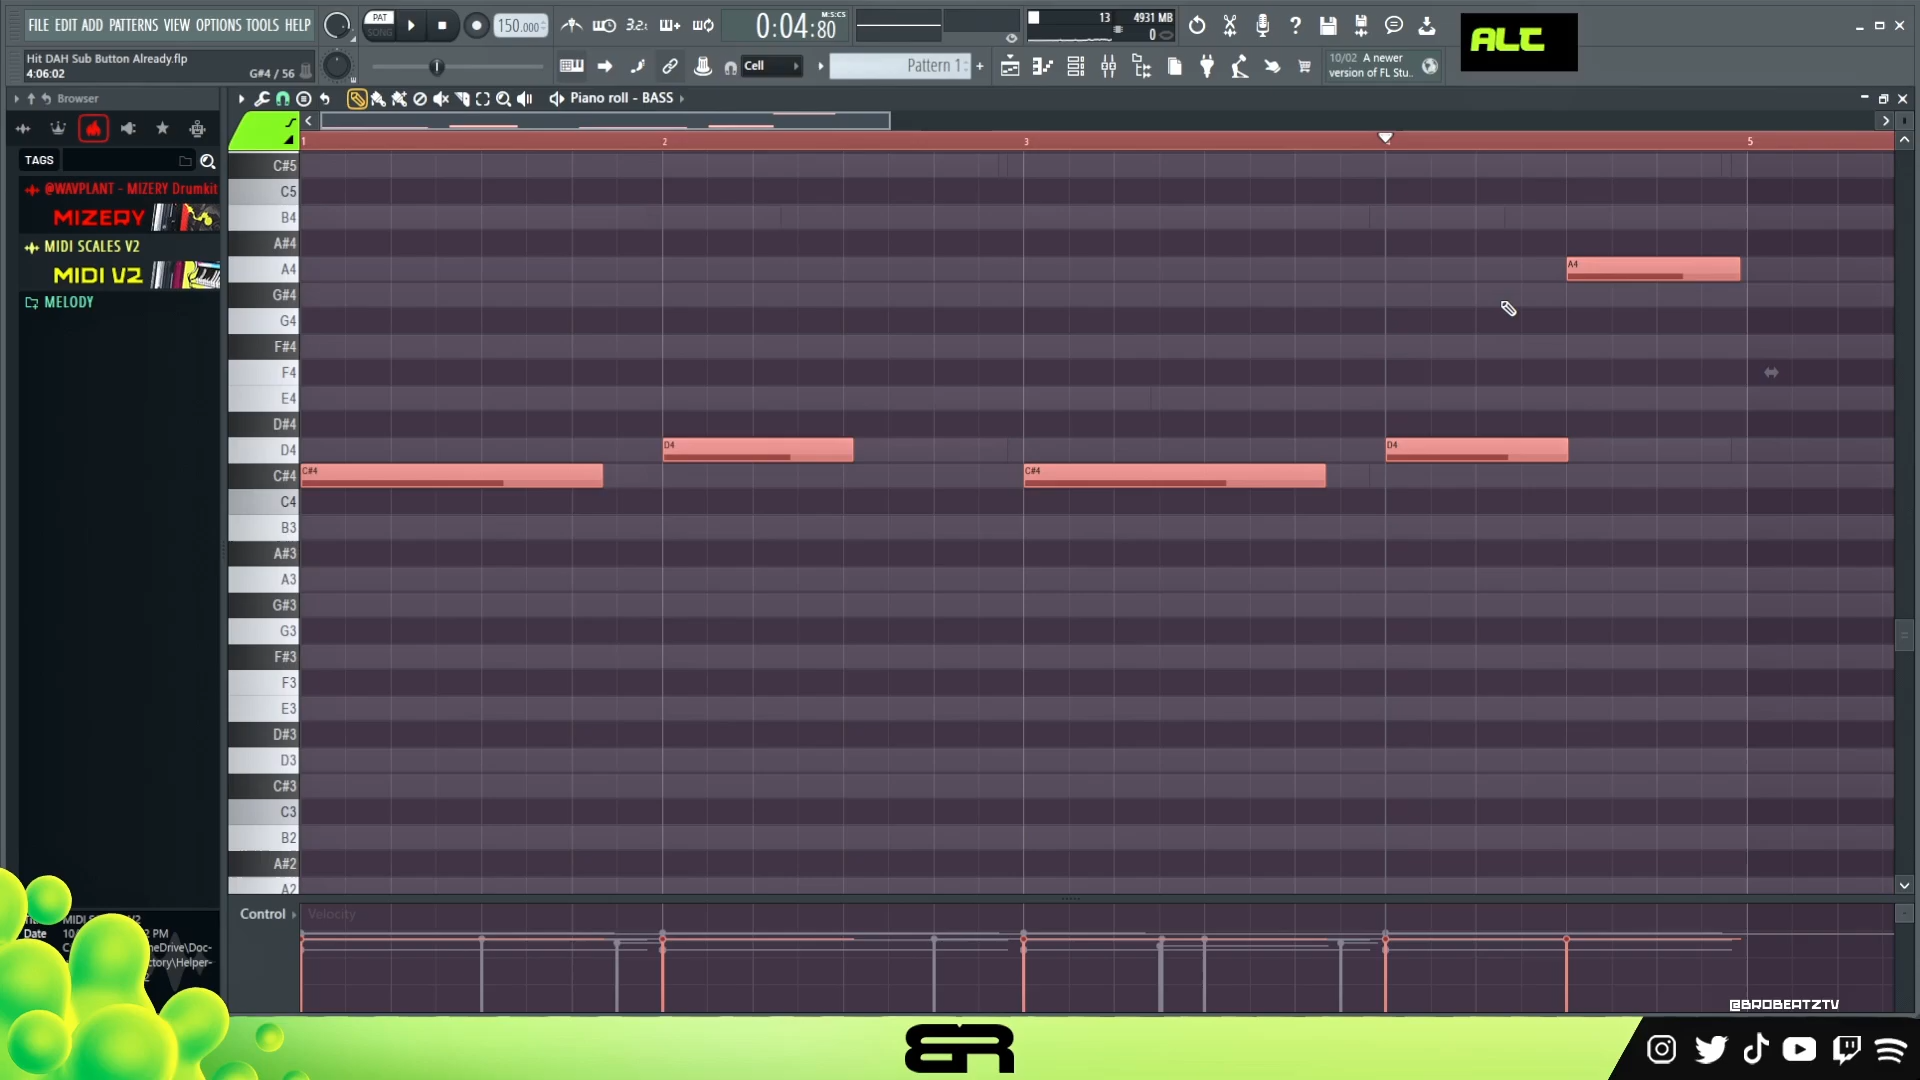 FILE EDIT ADD PATTERNS VIEW OPTIONS TOOLS HELP
PAT
SONG
150.000
3.2:
0:04:80
M:S:CS
13
4931 MB
0
ALT
Hit DAH Sub Button Already.flp
4:06:02
G#4 / 56
Cell
Pattern 1
10/02 A newer
version of FL Stu..
Browser
Piano roll - BASS
TAGS
@WAVPLANT - MIZERY Drumkit
MIZERY
MIDI SCALES V2
MIDI V2
MELODY
1
2
3
5
C#5
C5
B4
A#4
A4
G#4
G4
F#4
F4
E4
D#4
D4
C#4
C4
B3
A#3
A3
G#3
G3
F#3
F3
E3
D#3
D3
C#3
C3
B2
A#2
A2
A4
D4
D4
C#4
C#4
Control
Velocity
Date
@BROBEATZTV
BR